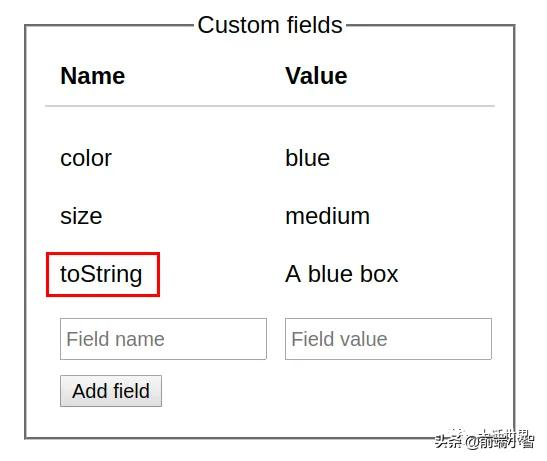 Custom fields
Name Value
color blue
size medium
toString A blue box
Field name Field value
Add field
头条 @前端小智